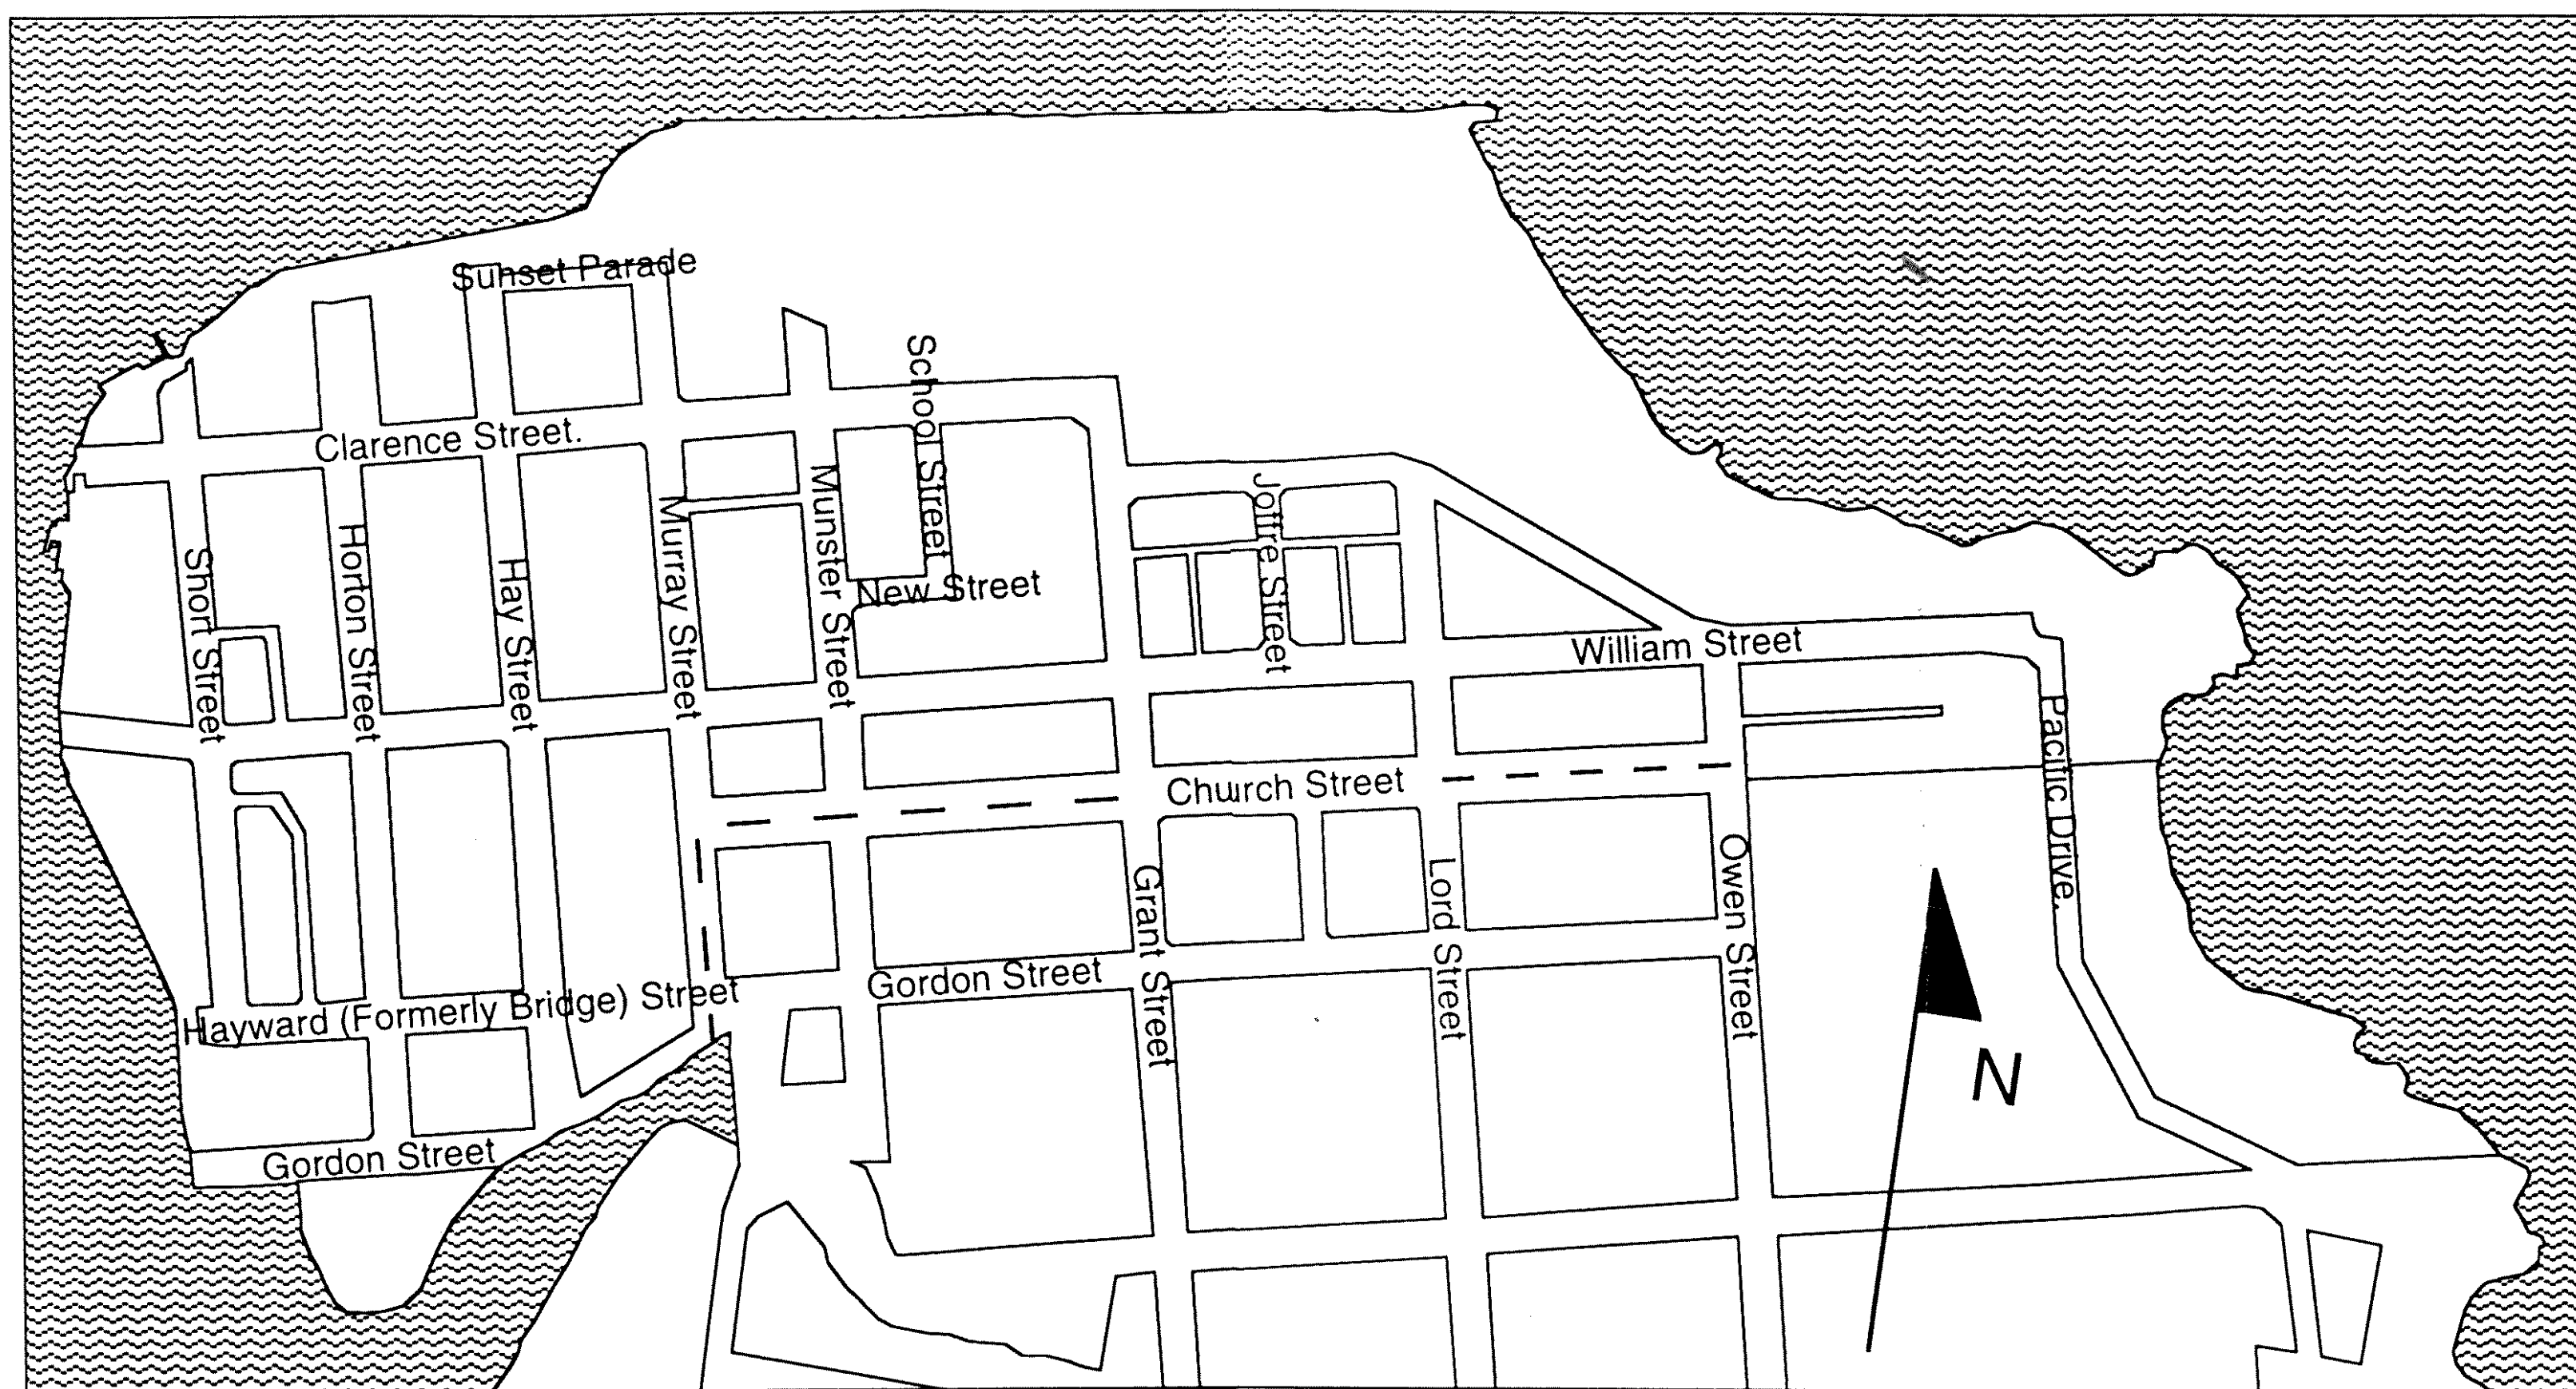 Sunset Parade
School Street
Clarence Street.
Munster Street
Joffre Street
Murray Street
Horton Street
Short Street
Hay Street
New Street
William Street
Pacific Drive.
Church Street
Owen Street
Lord Street
Grant Street
Gordon Street
Hayward (Formerly Bridge) Street
N
Gordon Street